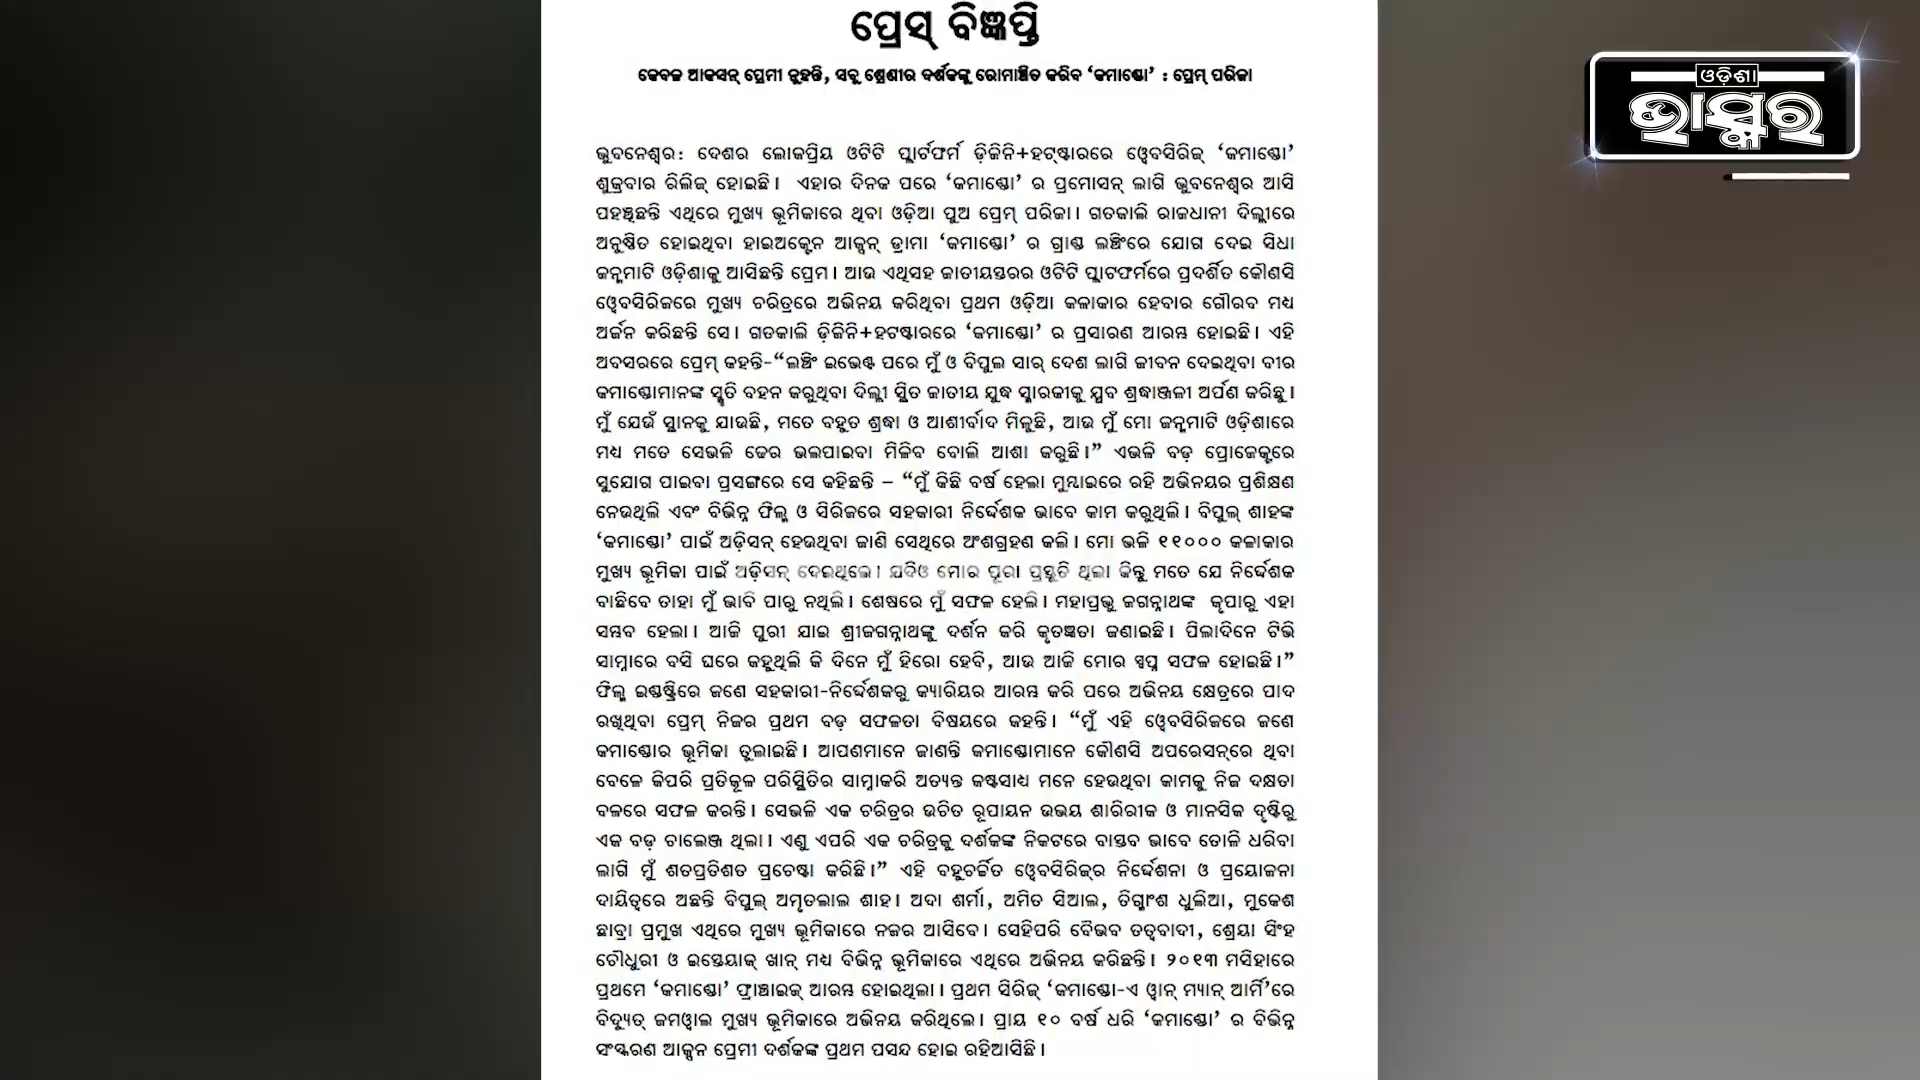 ପ୍ରେସ୍ ବିଜ୍ଞପ୍ତି
କେବଳ ଆକସନ୍ ପ୍ରେମୀ ନୁହନ୍ତି, ସବୁ ଶ୍ରେଣୀର ଦର୍ଶକଙ୍କୁ ରୋମାଞ୍ଚିତ କରିବ ‘କମାଣ୍ଡୋ’ : ପ୍ରେମ୍ ପରିଜା
ଓଡ଼ିଶା
ଭାସ୍କର
ଭୁବନେଶ୍ୱର: ଦେଶର ଲୋକପ୍ରିୟ ଓଟିଟି ପ୍ଲାର୍ଟଫର୍ମ ଡ଼ିଜିନି+ହଟ୍‌ଷ୍ଟାରରେ ୱେବସିରିଜ୍ ‘କମାଣ୍ଡୋ’
ଶୁକ୍ରବାର ରିଲିଜ୍ ହୋଇଛି। ଏହାର ଦିନକ ପରେ ‘କମାଣ୍ଡୋ’ ର ପ୍ରମୋସନ୍ ଲାଗି ଭୁବନେଶ୍ୱର ଆସି
ପହଞ୍ଚିଛନ୍ତି ଏଥିରେ ମୁଖ୍ୟ ଭୂମିକାରେ ଥିବା ଓଡ଼ିଆ ପୁଅ ପ୍ରେମ୍ ପରିଜା। ଗତକାଲି ରାଜଧାନୀ ଦିଲ୍ଲୀରେ
ଅନୁଷ୍ଠିତ ହୋଇଥିବା ହାଇଅକ୍ଟେନ ଆକ୍ସନ୍ ଡ୍ରାମା ‘କମାଣ୍ଡୋ’ ର ଗ୍ରାଣ୍ଡ ଲଞ୍ଚିଂରେ ଯୋଗ ଦେଇ ସିଧା
ଜନ୍ମମାଟି ଓଡ଼ିଶାକୁ ଆସିଛନ୍ତି ପ୍ରେମ। ଆଉ ଏଥିସହ ଜାତୀୟସ୍ତରର ଓଟିଟି ପ୍ଲାଟଫର୍ମରେ ପ୍ରଦର୍ଶିତ କୌଣସି
ୱେବସିରିଜରେ ମୁଖ୍ୟ ଚରିତ୍ରରେ ଅଭିନୟ କରିଥିବା ପ୍ରଥମ ଓଡ଼ିଆ କଳାକାର ହେବାର ଗୌରବ ମଧ୍ୟ
ଅର୍ଜନ କରିଛନ୍ତି ସେ। ଗତକାଲି ଡ଼ିଜିନି+ହଟଷ୍ଟାରରେ ‘କମାଣ୍ଡୋ’ ର ପ୍ରସାରଣ ଆରମ୍ଭ ହୋଇଛି। ଏହି
ଅବସରରେ ପ୍ରେମ୍ କହନ୍ତି-“ଲଞ୍ଚିଂ ଇଭେଣ୍ଟ ପରେ ମୁଁ ଓ ବିପୁଲ ସାର୍ ଦେଶ ଲାଗି ଜୀବନ ଦେଇଥିବା ବୀର
କମାଣ୍ଡୋମାନଙ୍କ ସ୍ମୃତି ବହନ କରୁଥିବା ଦିଲ୍ଲୀ ସ୍ଥିତ ଜାତୀୟ ଯୁଦ୍ଧ ସ୍ମାରକୀକୁ ଯିବ ଶ୍ରଦ୍ଧାଞ୍ଜଳୀ ଅର୍ପଣ କରିଛୁ।
ମୁଁ ଯେଉଁ ସ୍ଥାନକୁ ଯାଉଛି, ମତେ ବହୁତ ଶ୍ରଦ୍ଧା ଓ ଆଶୀର୍ବାଦ ମିଳୁଛି, ଆଉ ମୁଁ ମୋ ଜନ୍ମମାଟି ଓଡ଼ିଶାରେ
ମଧ୍ୟ ମତେ ସେଭଳି ଢେର ଭଲପାଇବା ମିଳିବ ବୋଲି ଆଶା କରୁଛି।” ଏଭଳି ବଡ଼ ପ୍ରୋଜେକ୍ଟରେ
ସୁଯୋଗ ପାଇବା ପ୍ରସଙ୍ଗରେ ସେ କହିଛନ୍ତି – “ମୁଁ କିଛି ବର୍ଷ ହେଲା ମୁମ୍ବାଇରେ ରହି ଅଭିନୟର ପ୍ରଶିକ୍ଷଣ
ନେଉଥିଲି ଏବଂ ବିଭିନ୍ନ ଫିଲ୍ମ ଓ ସିରିଜରେ ସହକାରୀ ନିର୍ଦ୍ଦେଶକ ଭାବେ କାମ କରୁଥିଲି। ବିପୁଲ୍ ଶାହଙ୍କ
‘କମାଣ୍ଡୋ’ ପାଇଁ ଅଡ଼ିସନ୍ ହେଉଥିବା ଜାଣି ସେଥିରେ ଅଂଶଗ୍ରହଣ କଲି। ମୋ ଭଳି ୧୧୦୦୦ କଳାକାର
ମୁଖ୍ୟ ଭୂମିକା ପାଇଁ ଅଡ଼ିସନ୍ ଦେଇଥିଲେ। ଯଦିଓ ମୋର ପୂରା ପ୍ରସ୍ତୁତି ଥିଲା କିନ୍ତୁ ମତେ ଯେ ନିର୍ଦ୍ଦେଶକ
ବାଛିବେ ତାହା ମୁଁ ଭାବି ପାରୁ ନଥିଲି। ଶେଷରେ ମୁଁ ସଫଳ ହେଲି। ମହାପ୍ରଭୁ ଜଗନ୍ନାଥଙ୍କ କୃପାରୁ ଏହା
ସମ୍ଭବ ହେଲା। ଆଜି ପୁରୀ ଯାଇ ଶ୍ରୀଜଗନ୍ନାଥଙ୍କୁ ଦର୍ଶନ କରି କୃତଜ୍ଞତା ଜଣାଇଛି। ପିଲାଦିନେ ଟିଭି
ସାମ୍ନାରେ ବସି ଘରେ କହୁଥିଲି କି ଦିନେ ମୁଁ ହିରୋ ହେବି, ଆଉ ଆଜି ମୋର ସ୍ୱପ୍ନ ସଫଳ ହୋଇଛି।”
ଫିଲ୍ମ ଇଣ୍ଡଷ୍ଟ୍ରିରେ ଜଣେ ସହକାରୀ-ନିର୍ଦ୍ଦେଶକରୁ କ୍ୟାରିୟର ଆରମ୍ଭ କରି ପରେ ଅଭିନୟ କ୍ଷେତ୍ରରେ ପାଦ
ରଖିଥିବା ପ୍ରେମ୍ ନିଜର ପ୍ରଥମ ବଡ଼ ସଫଳତା ବିଷୟରେ କହନ୍ତି। “ମୁଁ ଏହି ୱେବସିରିଜରେ ଜଣେ
କମାଣ୍ଡୋର ଭୂମିକା ତୁଲାଇଛି। ଆପଣମାନେ ଜାଣନ୍ତି କମାଣ୍ଡୋମାନେ କୌଣସି ଅପରେସନ୍‌ରେ ଥିବା
ବେଳେ କିପରି ପ୍ରତିକୂଳ ପରିସ୍ଥିତିର ସାମ୍ନାକରି ଅତ୍ୟନ୍ତ କଷ୍ଟସାଧ୍ୟ ମନେ ହେଉଥିବା କାମକୁ ନିଜ ଦକ୍ଷତା
ବଳରେ ସଫଳ କରନ୍ତି। ସେଭଳି ଏକ ଚରିତ୍ରର ଉଚିତ ରୂପାୟନ ଉଭୟ ଶାରିରୀକ ଓ ମାନସିକ ଦୃଷ୍ଟିରୁ
ଏକ ବଡ଼ ଚାଲେଞ୍ଜ ଥିଲା। ଏଣୁ ଏପରି ଏକ ଚରିତ୍ରକୁ ଦର୍ଶକଙ୍କ ନିକଟରେ ବାସ୍ତବ ଭାବେ ତୋଳି ଧରିବା
ଲାଗି ମୁଁ ଶତପ୍ରତିଶତ ପ୍ରଚେଷ୍ଟା କରିଛି।” ଏହି ବହୁଚର୍ଚ୍ଚିତ ୱେବସିରିଜ୍‌ର ନିର୍ଦ୍ଦେଶନା ଓ ପ୍ରୟୋଜନା
ଦାୟିତ୍ୱରେ ଅଛନ୍ତି ବିପୁଲ୍ ଅମୃତଲାଲ ଶାହ। ଅଦା ଶର୍ମା, ଅମିତ ସିଆଲ, ତିଗ୍ମାଂଶ ଧୁଲିଆ, ମୁକେଶ
ଛାବ୍ରା ପ୍ରମୁଖ ଏଥିରେ ମୁଖ୍ୟ ଭୂମିକାରେ ନଜର ଆସିବେ। ସେହିପରି ବୈଭବ ତତ୍ୱବାଦୀ, ଶ୍ରେୟା ସିଂହ
ଚୌଧୁରୀ ଓ ଇସ୍ତେୟାକ୍ ଖାନ୍ ମଧ୍ୟ ବିଭିନ୍ନ ଭୂମିକାରେ ଏଥିରେ ଅଭିନୟ କରିଛନ୍ତି। ୨୦୧୩ ମସିହାରେ
ପ୍ରଥମେ ‘କମାଣ୍ଡୋ’ ଫ୍ରାଞ୍ଚାଇଜ୍ ଆରମ୍ଭ ହୋଇଥିଲା। ପ୍ରଥମ ସିରିଜ୍ ‘କମାଣ୍ଡୋ-ଏ ୱାନ୍ ମ୍ୟାନ୍ ଆର୍ମି’ରେ
ବିଦ୍ୟୁତ୍ ଜମୱାଲ ମୁଖ୍ୟ ଭୂମିକାରେ ଅଭିନୟ କରିଥିଲେ। ପ୍ରାୟ ୧୦ ବର୍ଷ ଧରି ‘କମାଣ୍ଡୋ’ ର ବିଭିନ୍ନ
ସଂସ୍କରଣ ଆକ୍ସନ ପ୍ରେମୀ ଦର୍ଶକଙ୍କ ପ୍ରଥମ ପସନ୍ଦ ହୋଇ ରହିଆସିଛି।